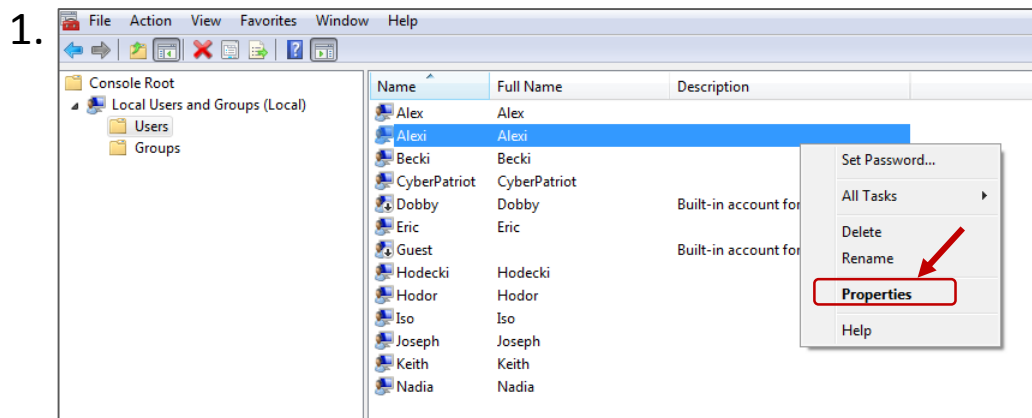 1.
File Action View Favorites Window Help
Console Root
Local Users and Groups (Local)
Users
Groups
Name Full Name Description
Alex Alex
Alexi Alexi
Becki Becki
CyberPatriot CyberPatriot
Dobby Dobby Built-in account for
Eric Eric
Guest Built-in account for
Hodecki Hodecki
Hodor Hodor
Iso Iso
Joseph Joseph
Keith Keith
Nadia Nadia
Set Password...
All Tasks
Delete
Rename
Properties
Help